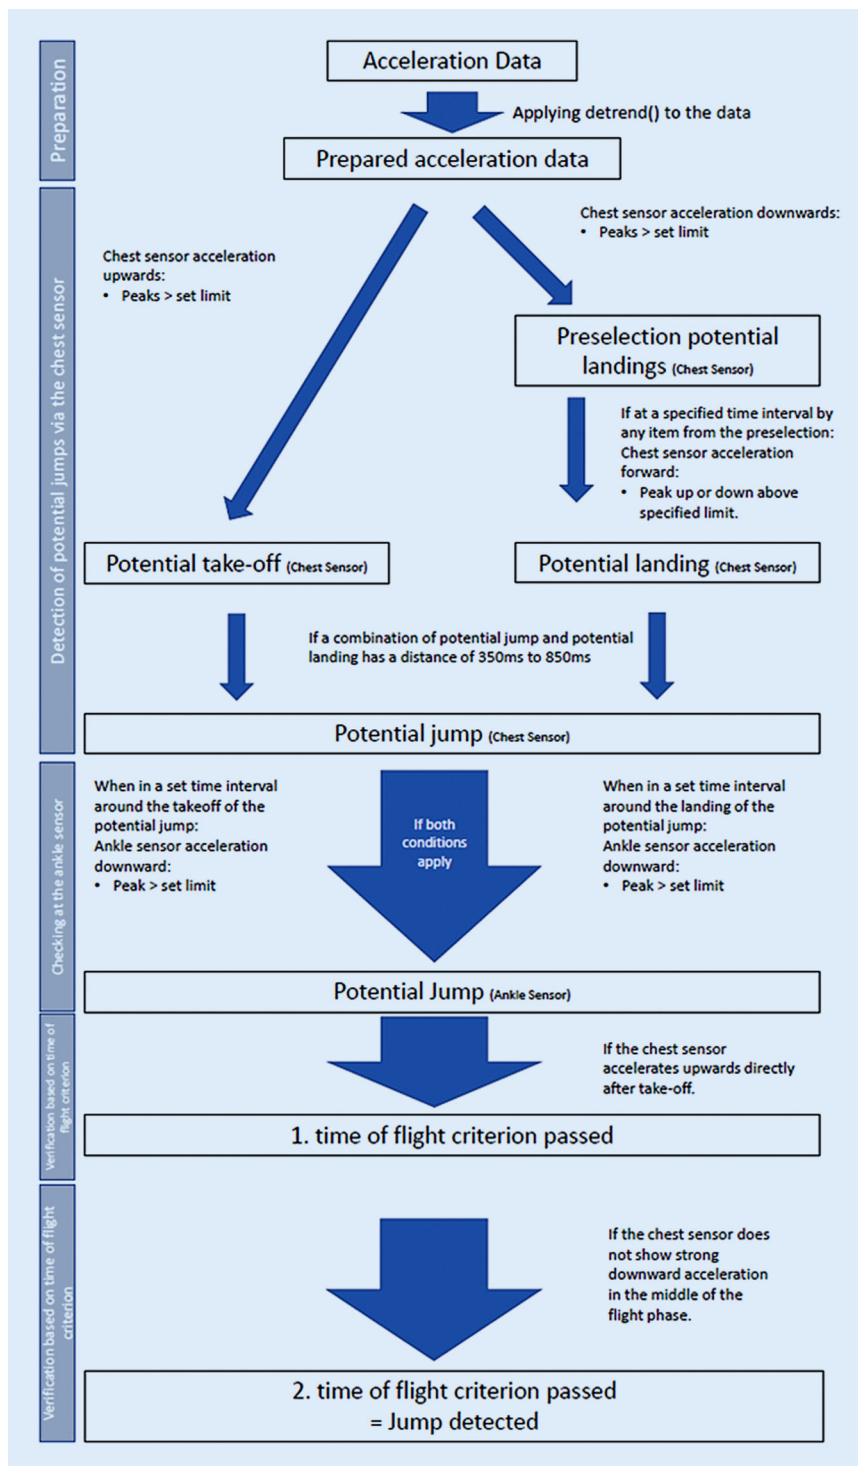 Preparation
Acceleration Data
Applying detrend() to the data
Prepared acceleration data
Detection of potential jumps via the chest sensor
Chest sensor acceleration downwards:
• Peaks > set limit
Chest sensor acceleration
upwards:
• Peaks > set limit
Preselection potential
landings (Chest Sensor)
If at a specified time interval by
any item from the preselection:
Chest sensor acceleration
forward:
• Peak up or down above
specified limit.
Potential take-off (Chest Sensor)
Potential landing (Chest Sensor)
If a combination of potential jump and potential
landing has a distance of 350ms to 850ms
Potential jump (Chest Sensor)
Checking at the ankle sensor
When in a set time interval
around the takeoff of the
potential jump:
Ankle sensor acceleration
downward:
• Peak > set limit
If both
conditions
apply
When in a set time interval
around the landing of the
potential jump:
Ankle sensor acceleration
downward:
• Peak > set limit
Potential Jump (Ankle Sensor)
Verification based on time of
flight criterion
If the chest sensor
accelerates upwards directly
after take-off.
1. time of flight criterion passed
Verification based on time of flight
criterion
If the chest sensor does
not show strong
downward acceleration
in the middle of the
flight phase.
2. time of flight criterion passed
= Jump detected